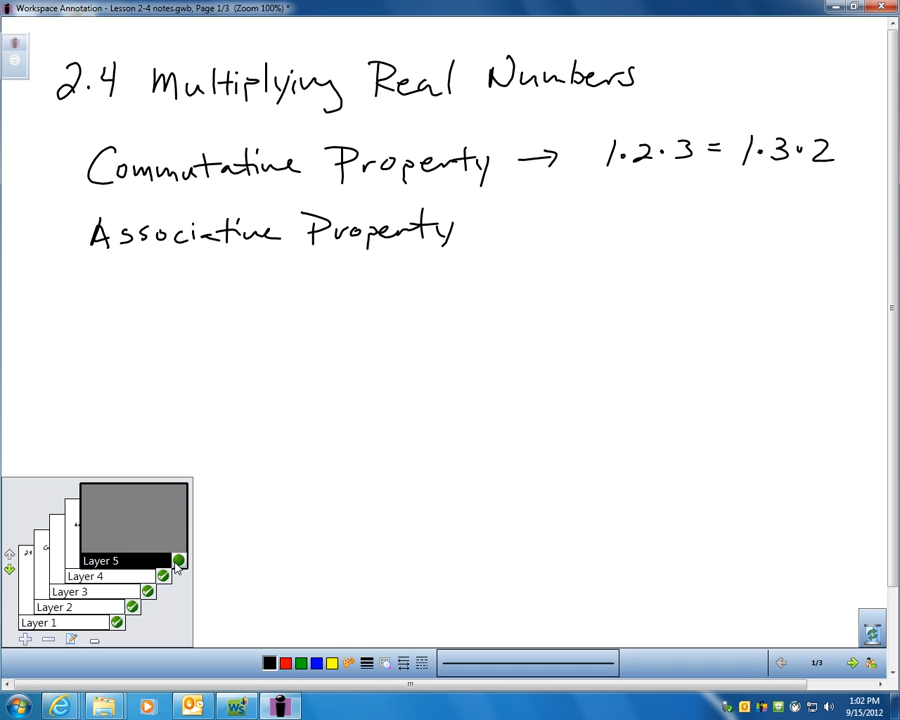 Workspace Annotation - Lesson 2-4 notes.gwb, Page 1/3 (Zoom 100%) *
2.4 Multiplying Real Numbers
Commutative Property → 1·2·3 = 1·3·2
Associative Property
Layer 5
Layer 4
Layer 3
Layer 2
Layer 1
1/3
1:02 PM
9/15/2012